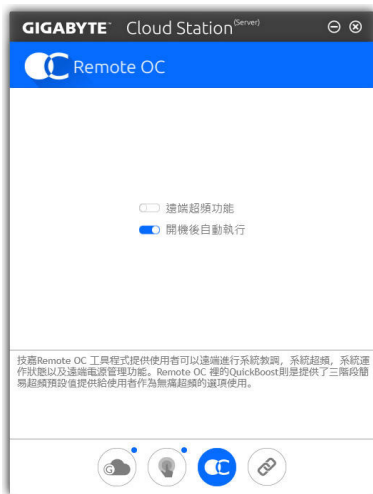 GIGABYTE™ Cloud Station (Server)
Remote OC
遠端超頻功能
開機後自動執行
技嘉Remote OC 工具程式提供使用者可以遠端進行系統教調，系統超頻，系統運
作狀態以及遠端電源管理功能。Remote OC 裡的QuickBoost則是提供了三階段簡
易超頻預設值提供給使用者作為無痛超頻的選項使用。
G